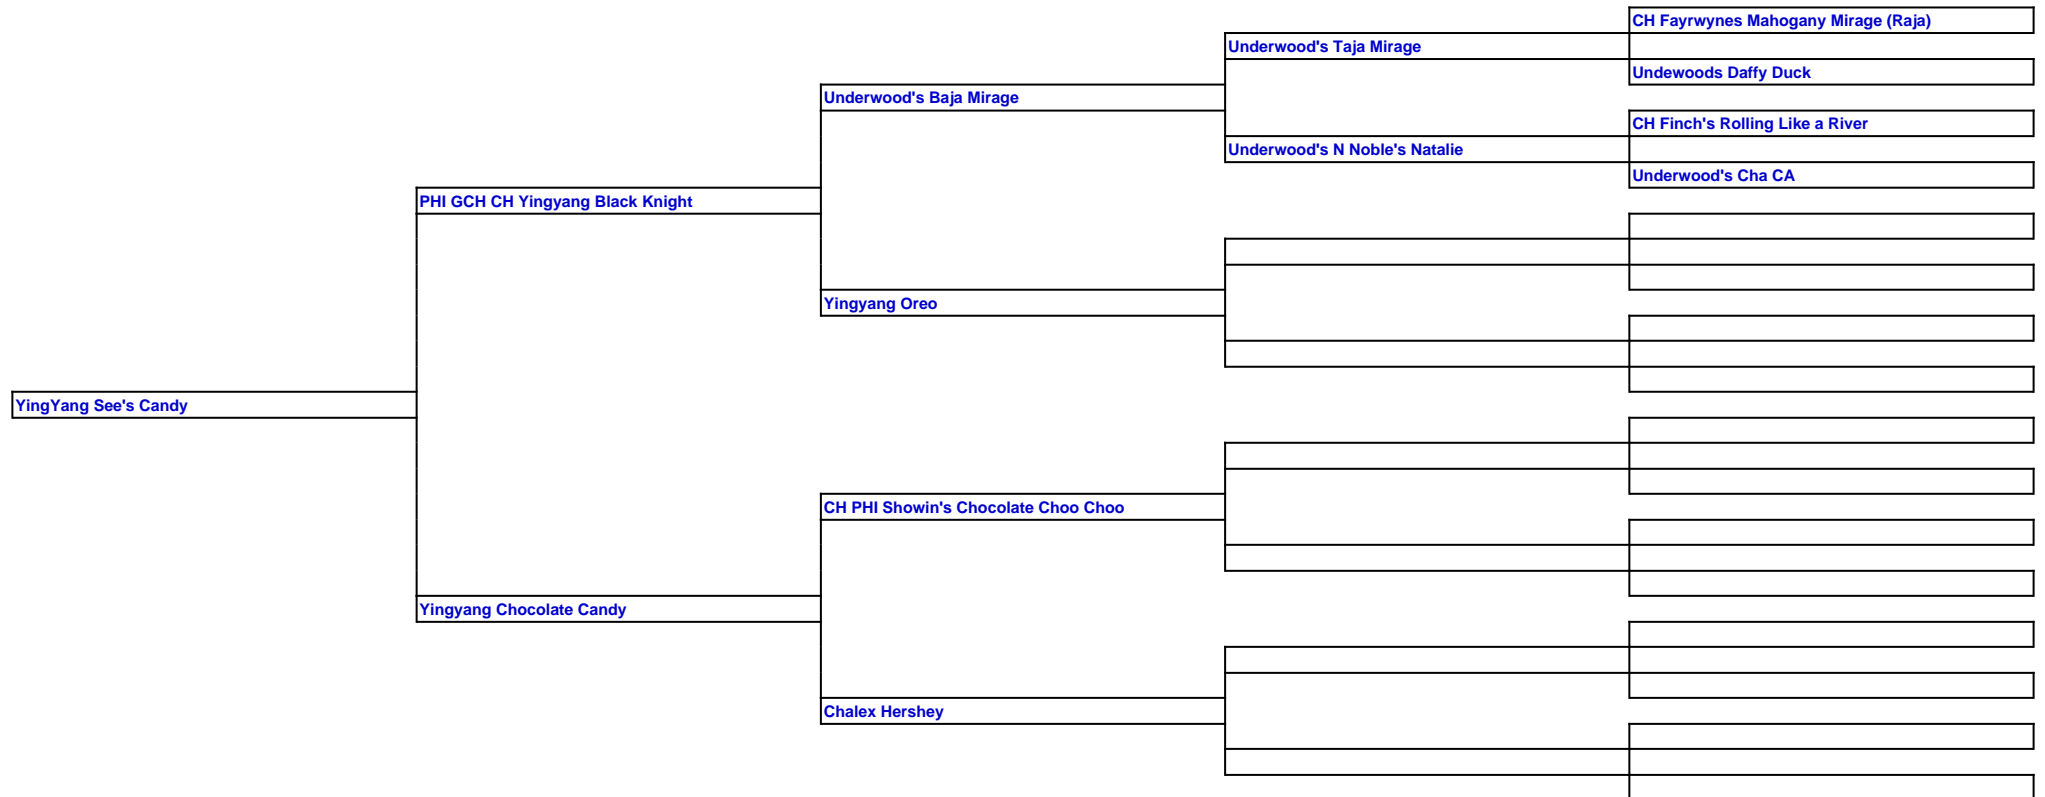 CH Fayrwynes Mahogany Mirage (Raja)
Underwood's Taja Mirage
Undewoods Daffy Duck
Underwood's Baja Mirage
CH Finch's Rolling Like a River
Underwood's N Noble's Natalie
Underwood's Cha CA
PHI GCH CH Yingyang Black Knight
Yingyang Oreo
YingYang See's Candy
CH PHI Showin's Chocolate Choo Choo
Yingyang Chocolate Candy
Chalex Hershey